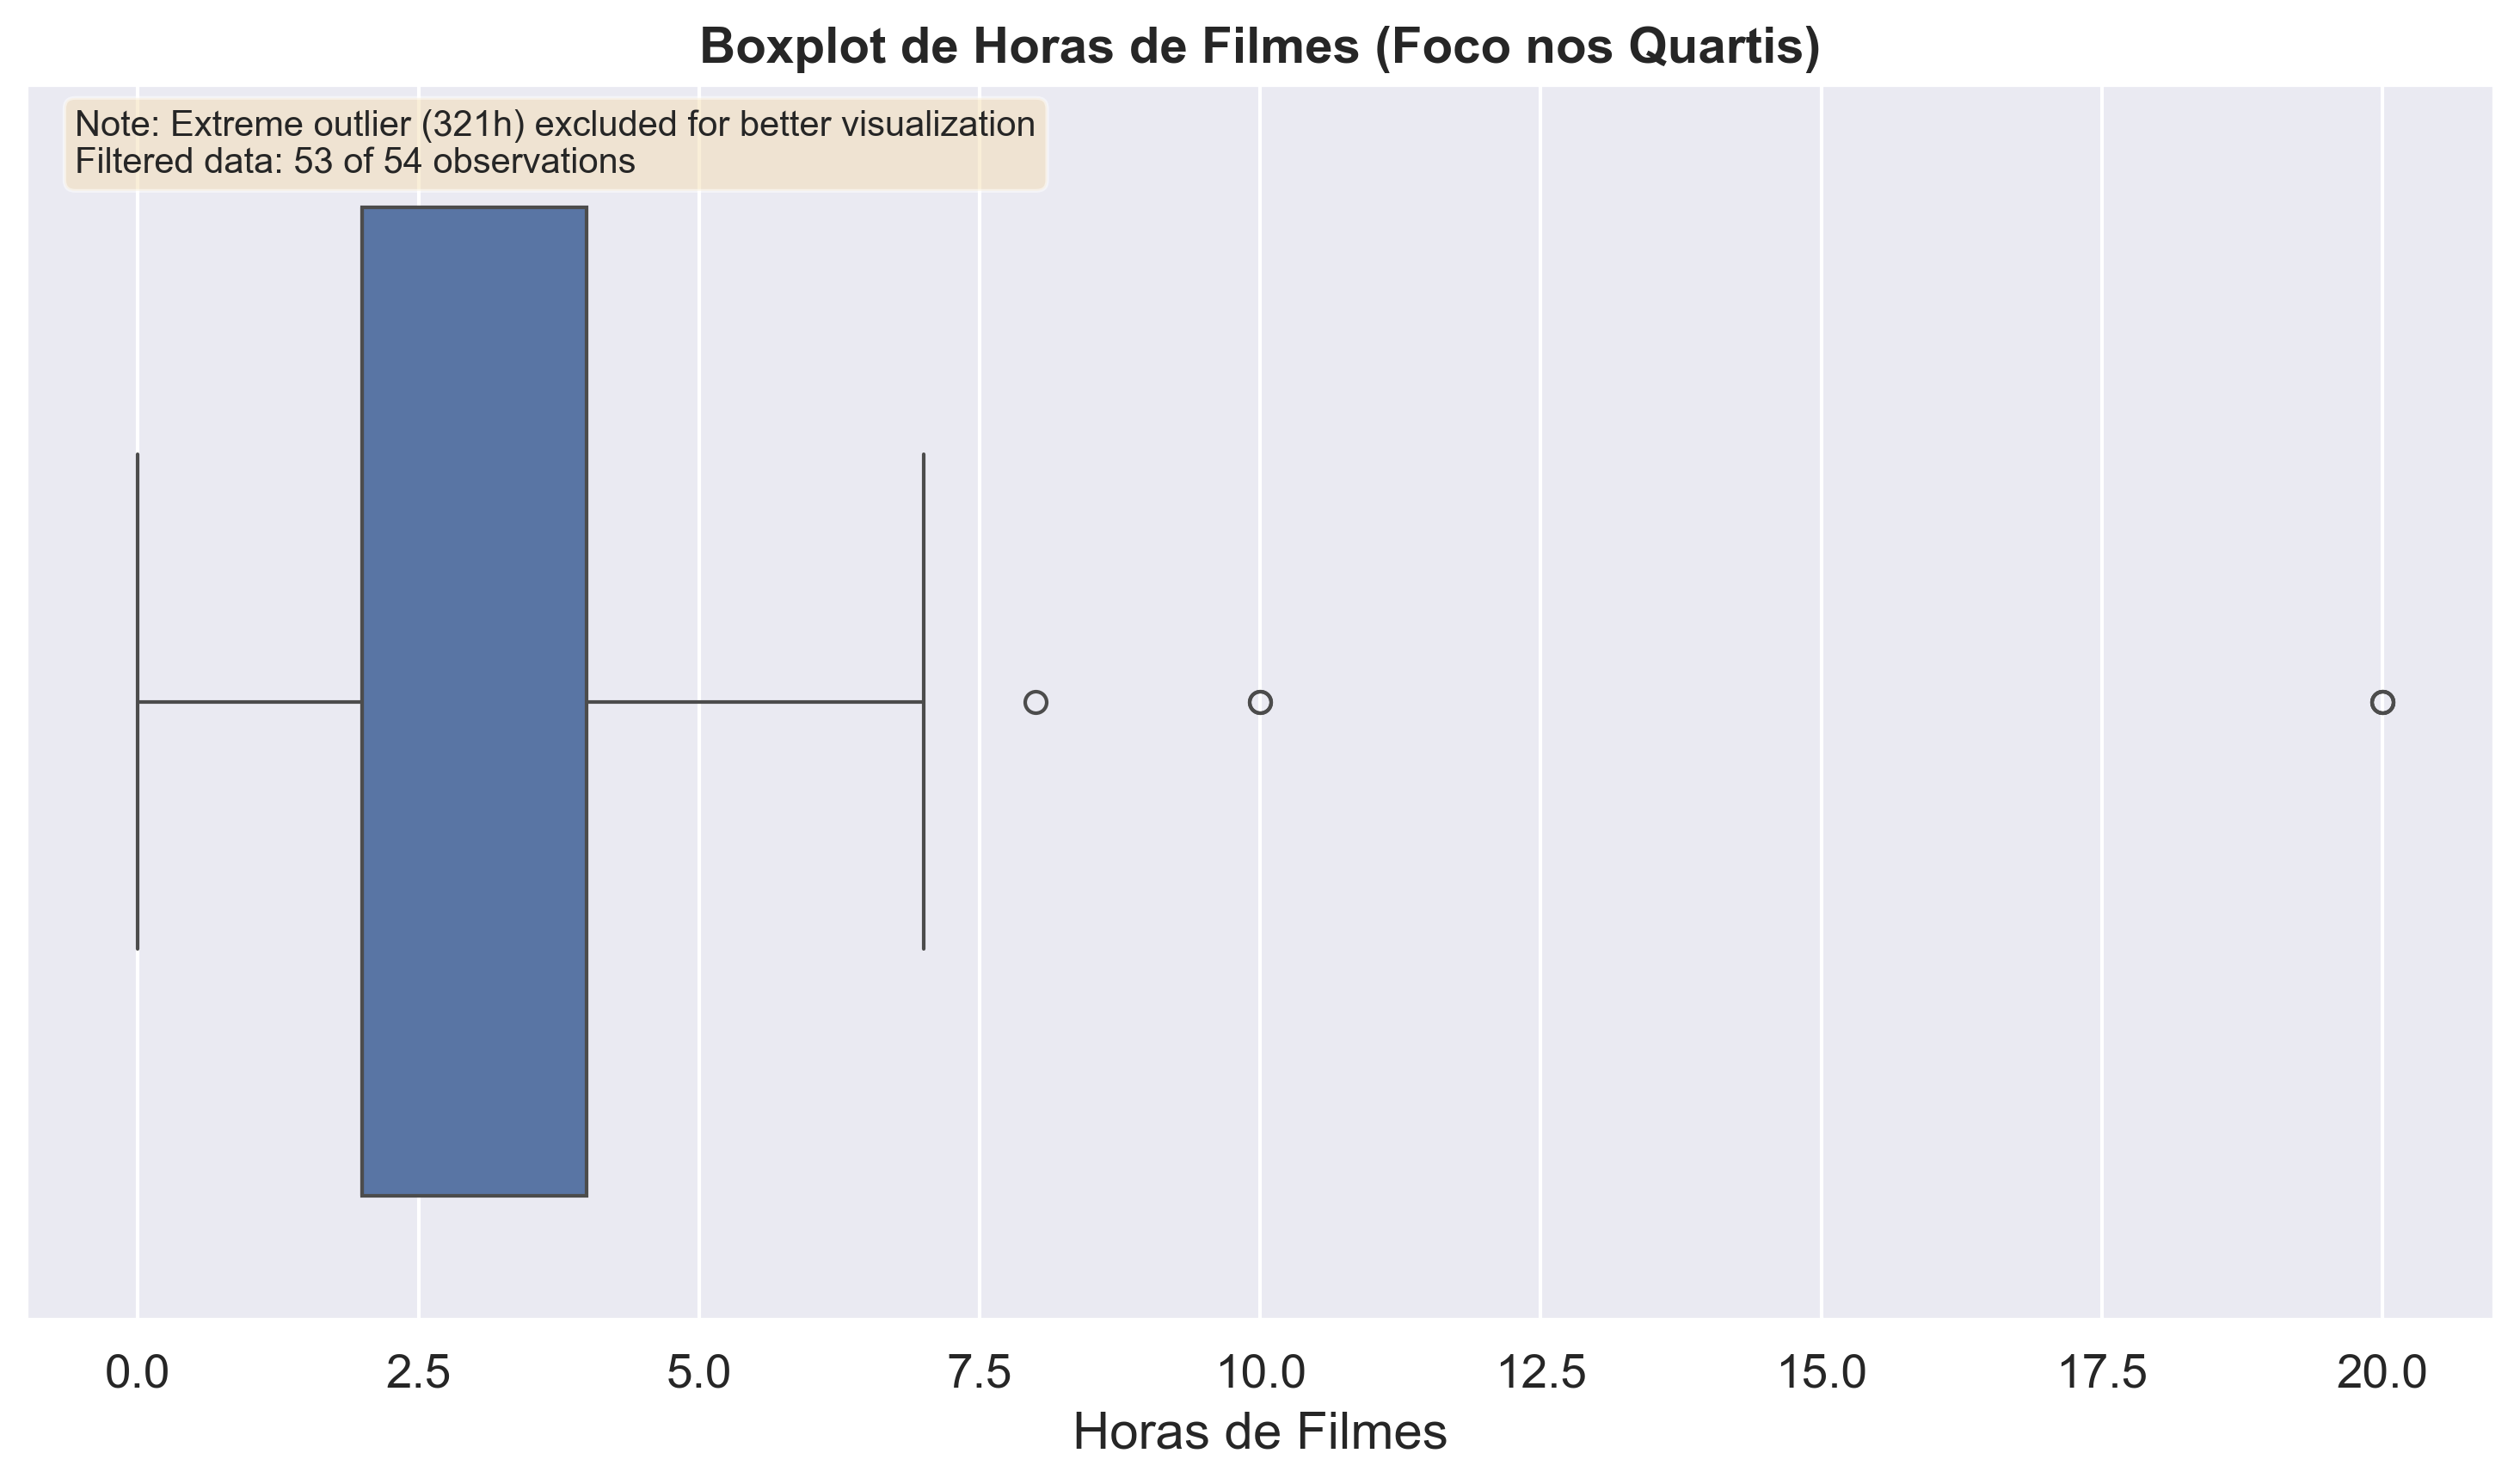 Boxplot de Horas de Filmes (Foco nos Quartis)
Note: Extreme outlier (321h) excluded for better visualization
Filtered data: 53 of 54 observations
0.0 2.5 5.0 7.5 10.0 12.5 15.0 17.5 20.0
Horas de Filmes